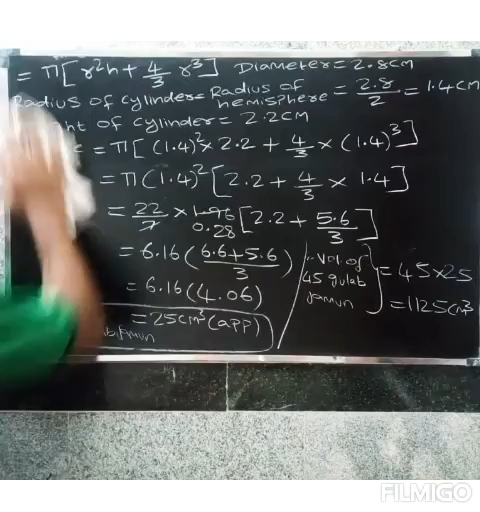 = π[r²h + 4/3 r³] Diameter = 2.8cm
Radius of cylinder = Radius of hemisphere = 2.8/2 = 1.4cm
of cylinder = 2.2cm
= π[(1.4)² × 2.2 + 4/3 × (1.4)³]
= π(1.4)²[2.2 + 4/3 × 1.4]
= 22/7 × 1.96 0.28 [2.2 + 5.6/3]
= 6.16(6.6+5.6/3)
= 6.16(4.06)
= 25cm³(app)
∴ Vol. of 45 gulab jamun } = 45×25
= 1125cm³
FILMIGO